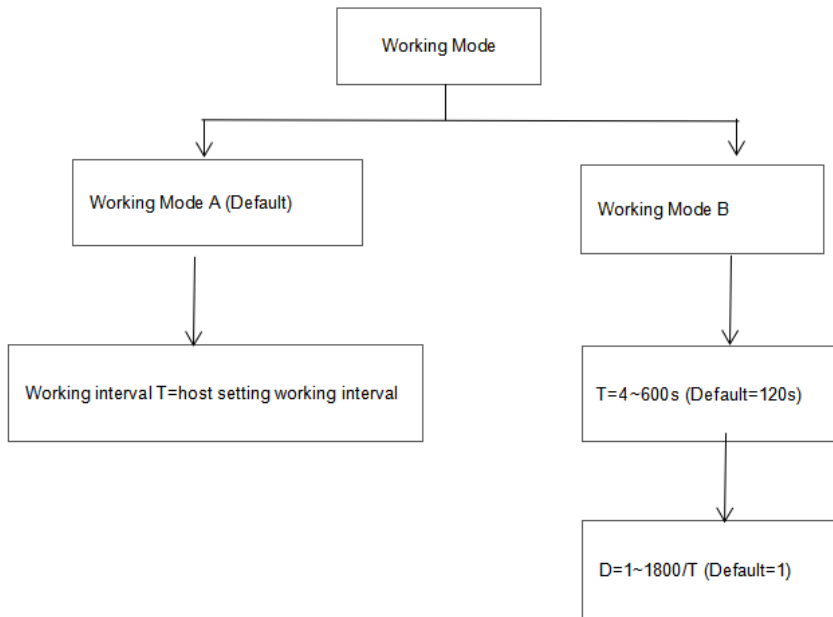 Working Mode
Working Mode A (Default)
Working Mode B
Working interval T=host setting working interval
T=4~600s (Default=120s)
D=1~1800/T (Default=1)